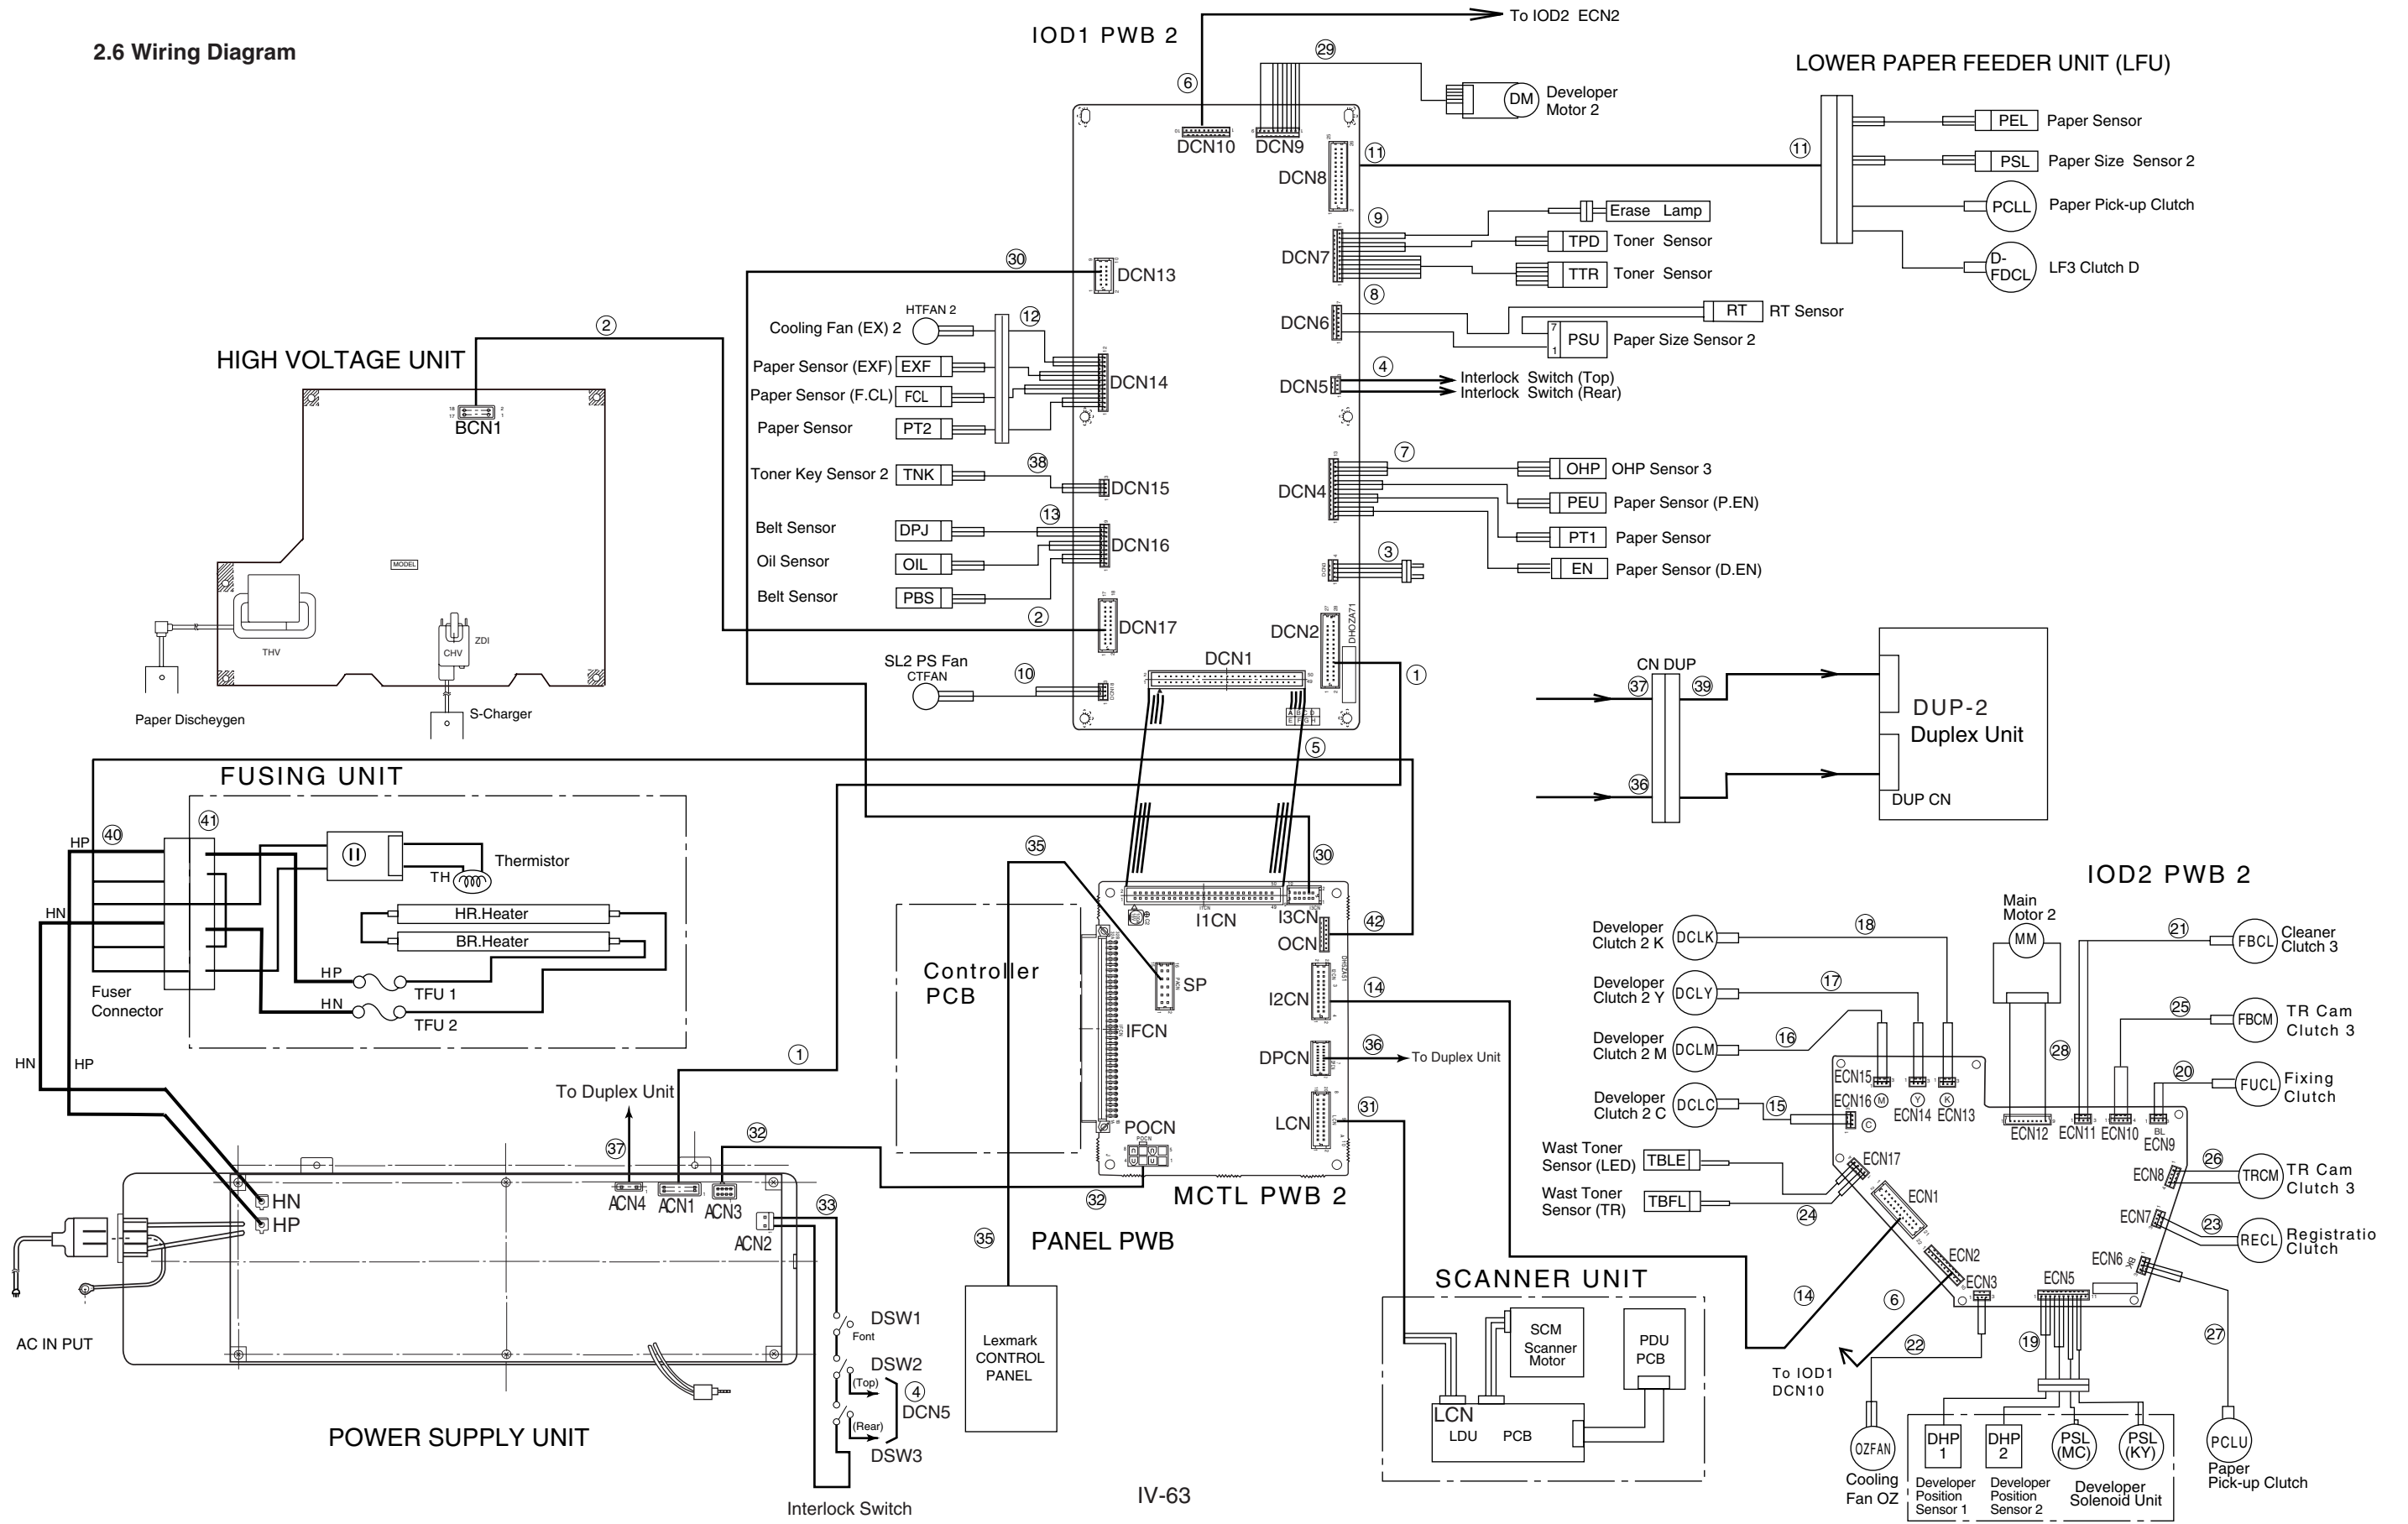 2.6 Wiring Diagram
IOD1 PWB 2
To IOD2 ECN2
6
29
DM
Developer
Motor 2
DCN10
DCN9
DCN8
11
11
LOWER PAPER FEEDER UNIT (LFU)
PEL
Paper Sensor
PSL
Paper Size Sensor 2
PCLL
Paper Pick-up Clutch
D-
FDCL
LF3 Clutch D
9
Erase Lamp
DCN7
TPD
Toner Sensor
TTR
Toner Sensor
8
DCN6
RT
RT Sensor
7
1
PSU
Paper Size Sensor 2
DCN5
4
Interlock Switch (Top)
Interlock Switch (Rear)
7
DCN4
OHP
OHP Sensor 3
PEU
Paper Sensor (P.EN)
PT1
Paper Sensor
EN
Paper Sensor (D.EN)
3
DCN2
DHOZA71
DCN1
1
5
A B C D
E F G H
30
DCN13
HTFAN 2
Cooling Fan (EX) 2
12
Paper Sensor (EXF)
EXF
DCN14
Paper Sensor (F.CL)
FCL
Paper Sensor
PT2
Toner Key Sensor 2
TNK
38
DCN15
Belt Sensor
DPJ
13
DCN16
Oil Sensor
OIL
Belt Sensor
PBS
2
DCN17
SL2 PS Fan
CTFAN
10
HIGH VOLTAGE UNIT
2
18
17
2
1
BCN1
MODEL
THV
CHV
ZDI
Paper Discheygen
S-Charger
CN DUP
37
39
36
DUP-2
Duplex Unit
DUP CN
FUSING UNIT
HP
40
41
HN
TH
Thermistor
HR.Heater
BR.Heater
HP
TFU 1
HN
TFU 2
Fuser
Connector
HN
HP
35
30
I1CN
I3CN
OCN
42
Controller
PCB
SP
IFCN
I2CN
14
DPCN
36
To Duplex Unit
LCN
31
POCN
POCN
32
MCTL PWB 2
1
To Duplex Unit
37
32
ACN4
ACN1
ACN3
ACN2
33
HN
HP
AC IN PUT
POWER SUPPLY UNIT
DSW1
Font
DSW2
(Top)
4
DCN5
(Rear)
DSW3
Interlock Switch
35
PANEL PWB
Lexmark
CONTROL
PANEL
SCANNER UNIT
SCM
Scanner
Motor
PDU
PCB
LCN
LDU PCB
IOD2 PWB 2
Developer
Clutch 2 K
DCLK
18
Developer
Clutch 2 Y
DCLY
17
Developer
Clutch 2 M
DCLM
16
Developer
Clutch 2 C
DCLC
15
Wast Toner
Sensor (LED)
TBLE
Wast Toner
Sensor (TR)
TBFL
24
Main
Motor 2
MM
28
21
FBCL
Cleaner
Clutch 3
25
FBCM
TR Cam
Clutch 3
20
FUCL
Fixing
Clutch
26
TRCM
TR Cam
Clutch 3
23
RECL
Registratio
Clutch
ECN15
M
ECN16
C
Y
ECN14
K
ECN13
ECN12
ECN11
ECN10
BL
ECN9
ECN17
ECN1
ECN8
ECN7
ECN6
BK
ECN2
ECN3
ECN5
14
6
22
19
27
To IOD1
DCN10
OZFAN
Cooling
Fan OZ
DHP
1
DHP
2
PSL
(MC)
PSL
(KY)
Developer
Position
Sensor 1
Developer
Position
Sensor 2
Developer
Solenoid Unit
PCLU
Paper
Pick-up Clutch
IV-63